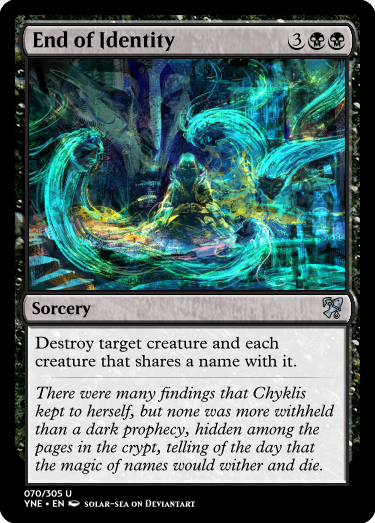 End of Identity 3
Sorcery
Destroy target creature and each
creature that shares a name with it.
There were many findings that Chyklis
kept to herself, but none was more withheld
than a dark prophecy, hidden among the
pages in the crypt, telling of the day that
the magic of names would wither and die.
070/305 U
YNE • EN SOLAR-SEA ON DEVIANTART